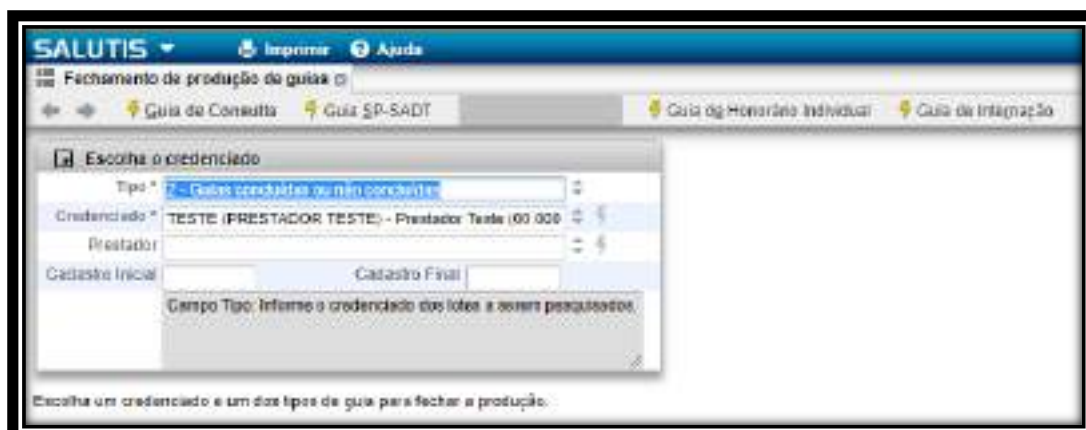 SALUTIS Imprimir Ajuda
Fechamento de produção de guias
Guia de Consulta Guia SP-SADT Guia de Honorário Individual Guia de Internação
Escolha o credenciado
Tipo * 2 - Guias concluídas ou não concluídas
Credenciado * TESTE (PRESTADOR TESTE) - Prestador Teste (00 000
Prestador
Cadastro Inicial Cadastro Final
Campo Tipo: Informe o credenciado dos lotes a serem pesquisados.
Escolha um credenciado e um dos tipos de guia para fechar a produção.